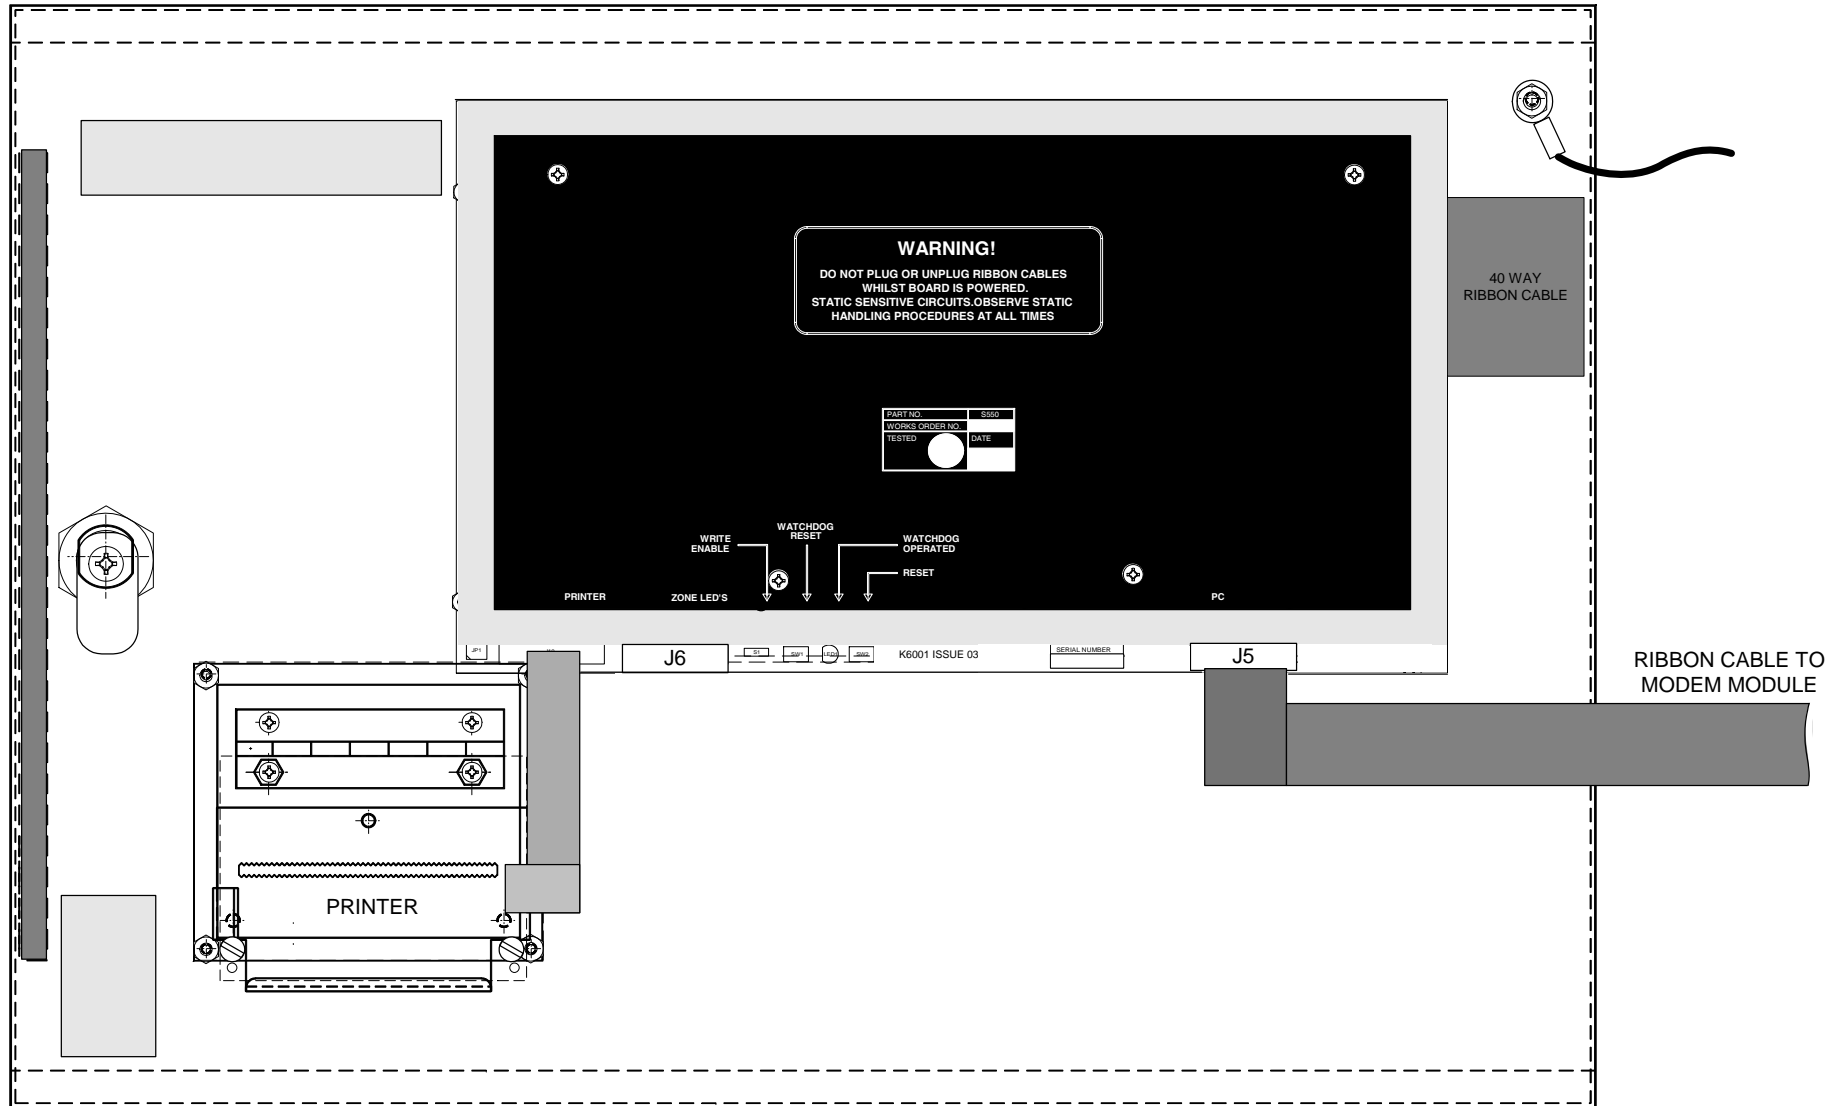 WARNING!
DO NOT PLUG OR UNPLUG RIBBON CABLES
WHILST BOARD IS POWERED.
STATIC SENSITIVE CIRCUITS.OBSERVE STATIC
HANDLING PROCEDURES AT ALL TIMES
40 WAY
RIBBON CABLE
PART NO. S550
WORKS ORDER NO.
TESTED DATE
WRITE
ENABLE
WATCHDOG
RESET
WATCHDOG
OPERATED
RESET
PRINTER
ZONE LED'S
PC
JP1
J6
S1
SW1
LED1
SW2
K6001 ISSUE 03
SERIAL NUMBER
J5
RIBBON CABLE TO
MODEM MODULE
PRINTER